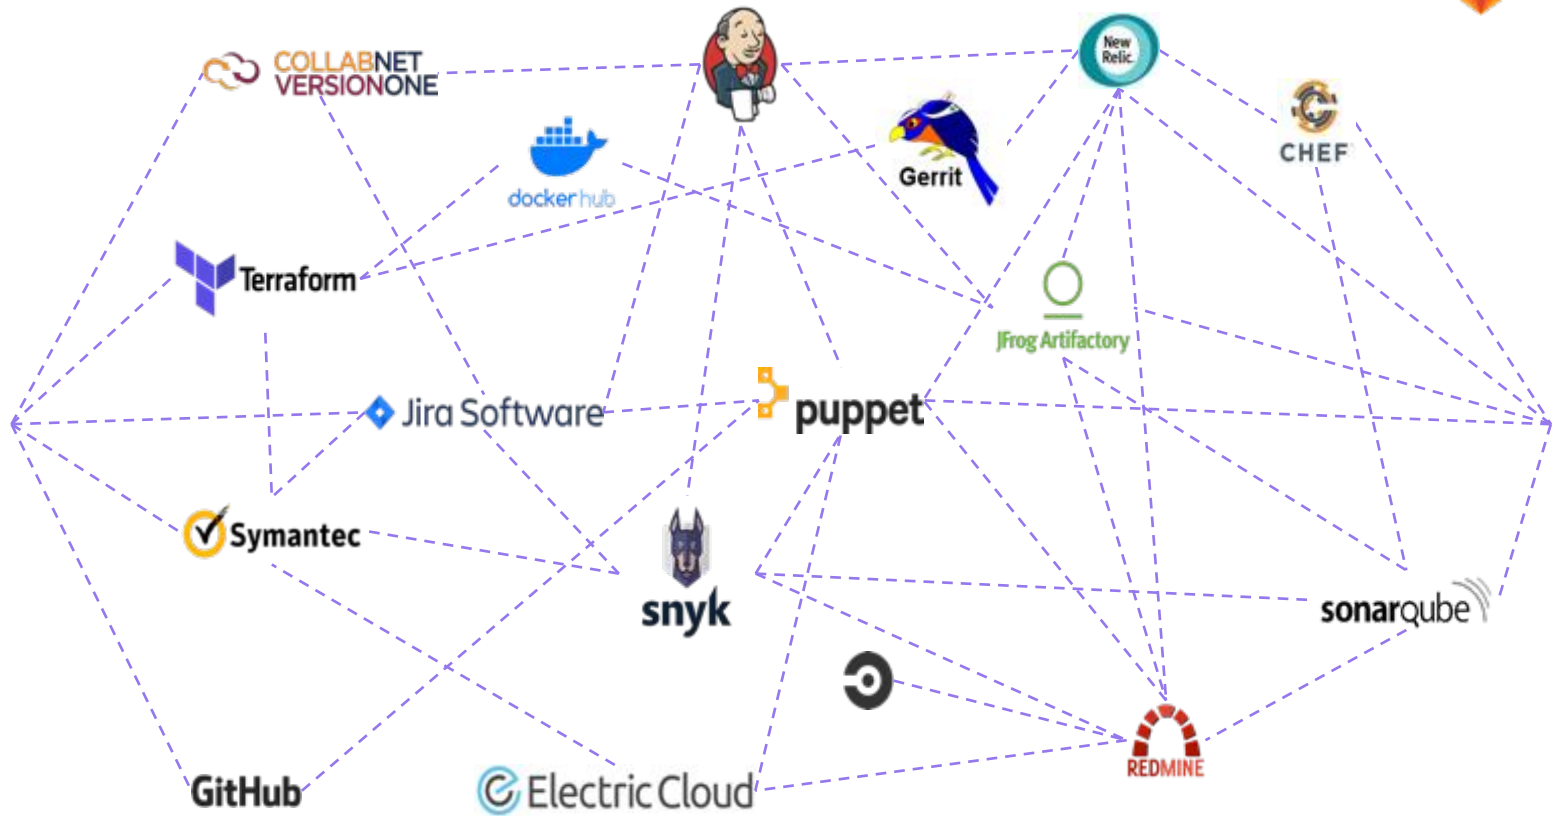 COLLABNET
VERSIONONE
New
Relic
CHEF
docker hub
Gerrit
Terraform
JFrog Artifactory
Jira Software
puppet
Symantec
snyk
sonarqube
REDMINE
GitHub
Electric Cloud